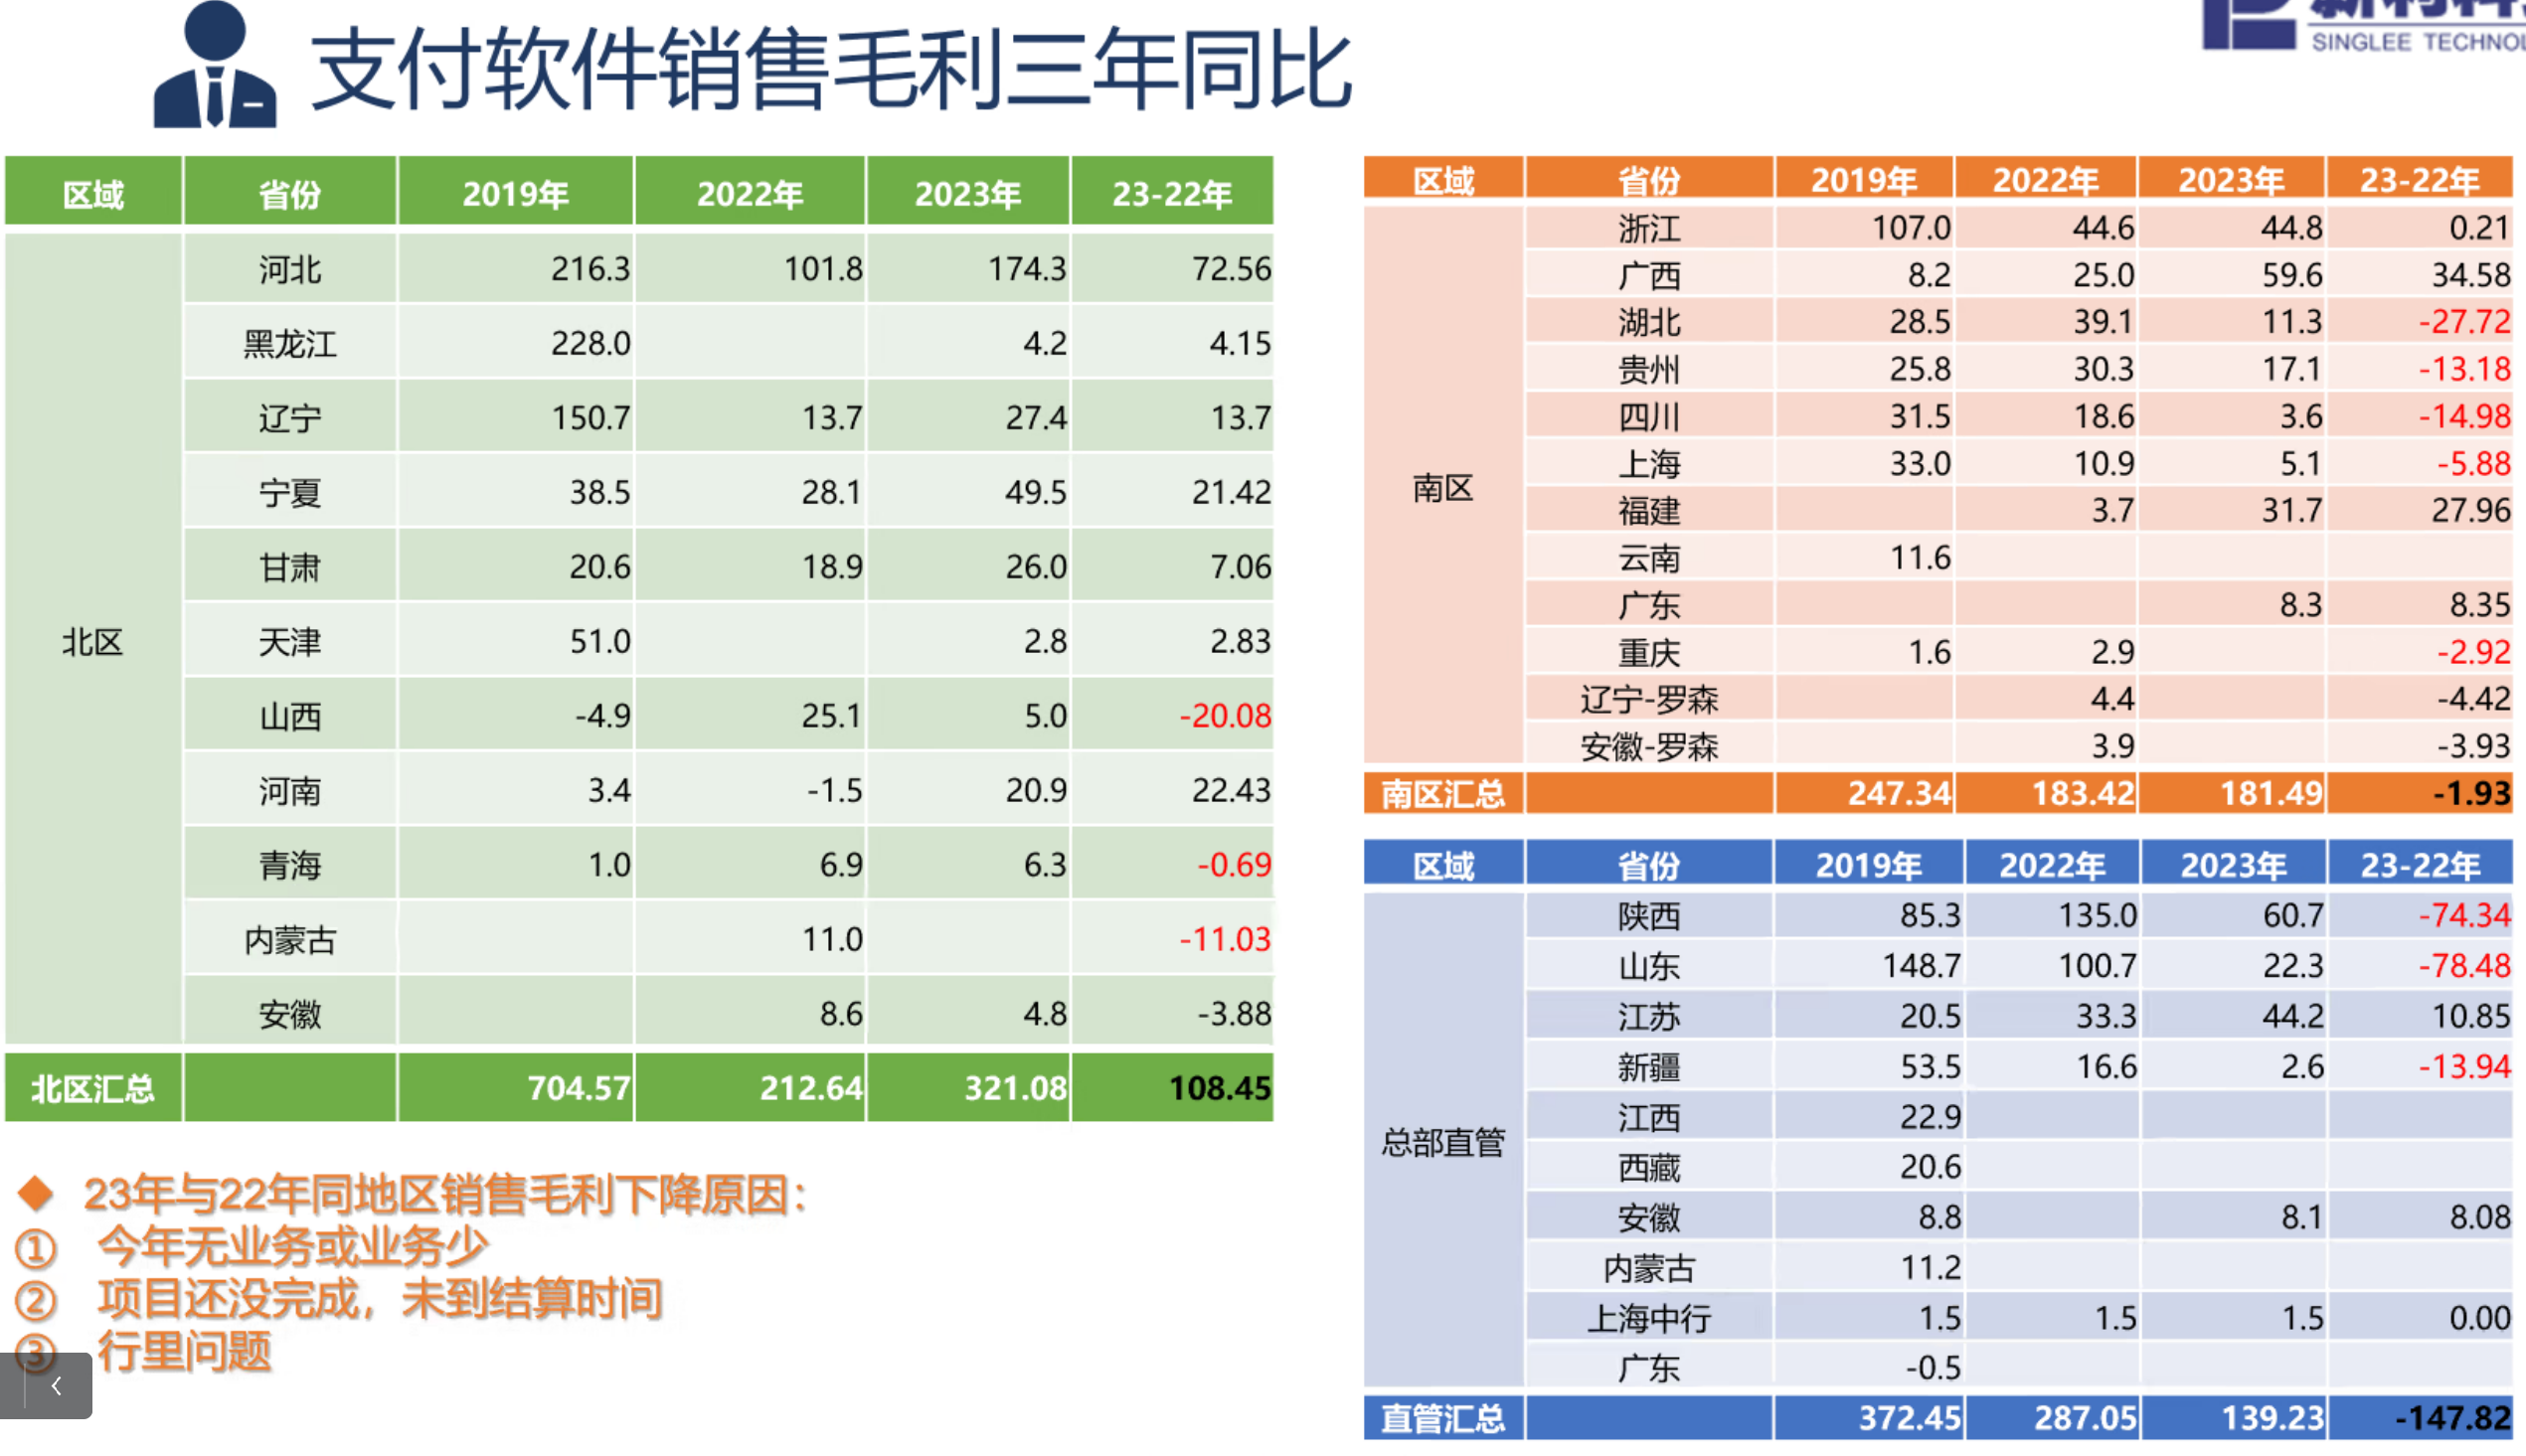 支付软件销售毛利三年同比
SINGLEE TECHNOL
区域 省份 2019年 2022年 2023年 23-22年
北区
河北 216.3 101.8 174.3 72.56
黑龙江 228.0 4.2 4.15
辽宁 150.7 13.7 27.4 13.7
宁夏 38.5 28.1 49.5 21.42
甘肃 20.6 18.9 26.0 7.06
天津 51.0 2.8 2.83
山西 -4.9 25.1 5.0 -20.08
河南 3.4 -1.5 20.9 22.43
青海 1.0 6.9 6.3 -0.69
内蒙古 11.0 -11.03
安徽 8.6 4.8 -3.88
北区汇总 704.57 212.64 321.08 108.45
◆ 23年与22年同地区销售毛利下降原因：
① 今年无业务或业务少
② 项目还没完成，未到结算时间
③ 行里问题
区域 省份 2019年 2022年 2023年 23-22年
南区
浙江 107.0 44.6 44.8 0.21
广西 8.2 25.0 59.6 34.58
湖北 28.5 39.1 11.3 -27.72
贵州 25.8 30.3 17.1 -13.18
四川 31.5 18.6 3.6 -14.98
上海 33.0 10.9 5.1 -5.88
福建 3.7 31.7 27.96
云南 11.6
广东 8.3 8.35
重庆 1.6 2.9 -2.92
辽宁-罗森 4.4 -4.42
安徽-罗森 3.9 -3.93
南区汇总 247.34 183.42 181.49 -1.93
区域 省份 2019年 2022年 2023年 23-22年
总部直管
陕西 85.3 135.0 60.7 -74.34
山东 148.7 100.7 22.3 -78.48
江苏 20.5 33.3 44.2 10.85
新疆 53.5 16.6 2.6 -13.94
江西 22.9
西藏 20.6
安徽 8.8 8.1 8.08
内蒙古 11.2
上海中行 1.5 1.5 1.5 0.00
广东 -0.5
直管汇总 372.45 287.05 139.23 -147.82